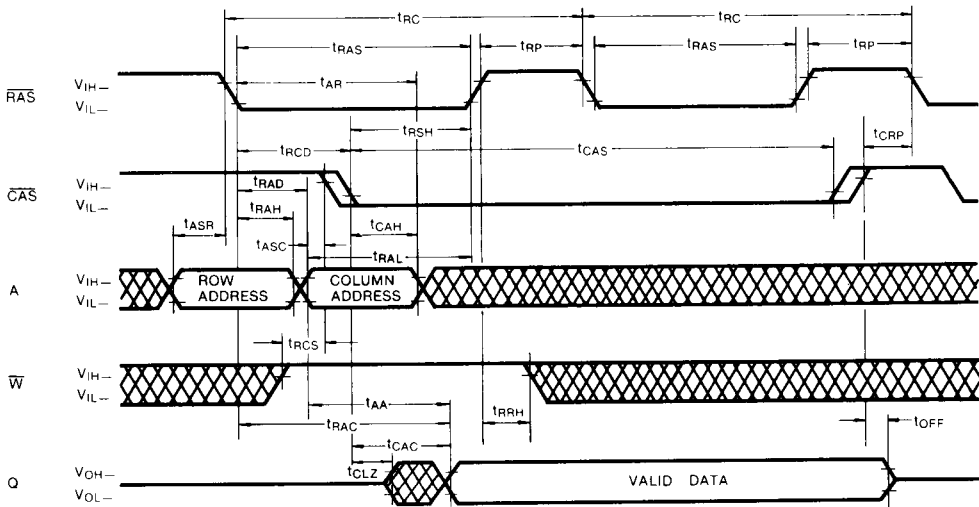 tRC tRC
tRAS tRP tRAS tRP
tAR
RAS VIH—
VIL—
tRSH tCRP
tRCD tCAS
CAS VIH—
VIL—
tRAD
tRAH
tASR tCAH
tASC tRAL
A VIH—
VIL—
ROW ADDRESS
COLUMN ADDRESS
tRCS
W VIH—
VIL—
tAA tRRH
tRAC tOFF
tCAC
tCLZ
Q VOH—
VOL—
VALID DATA